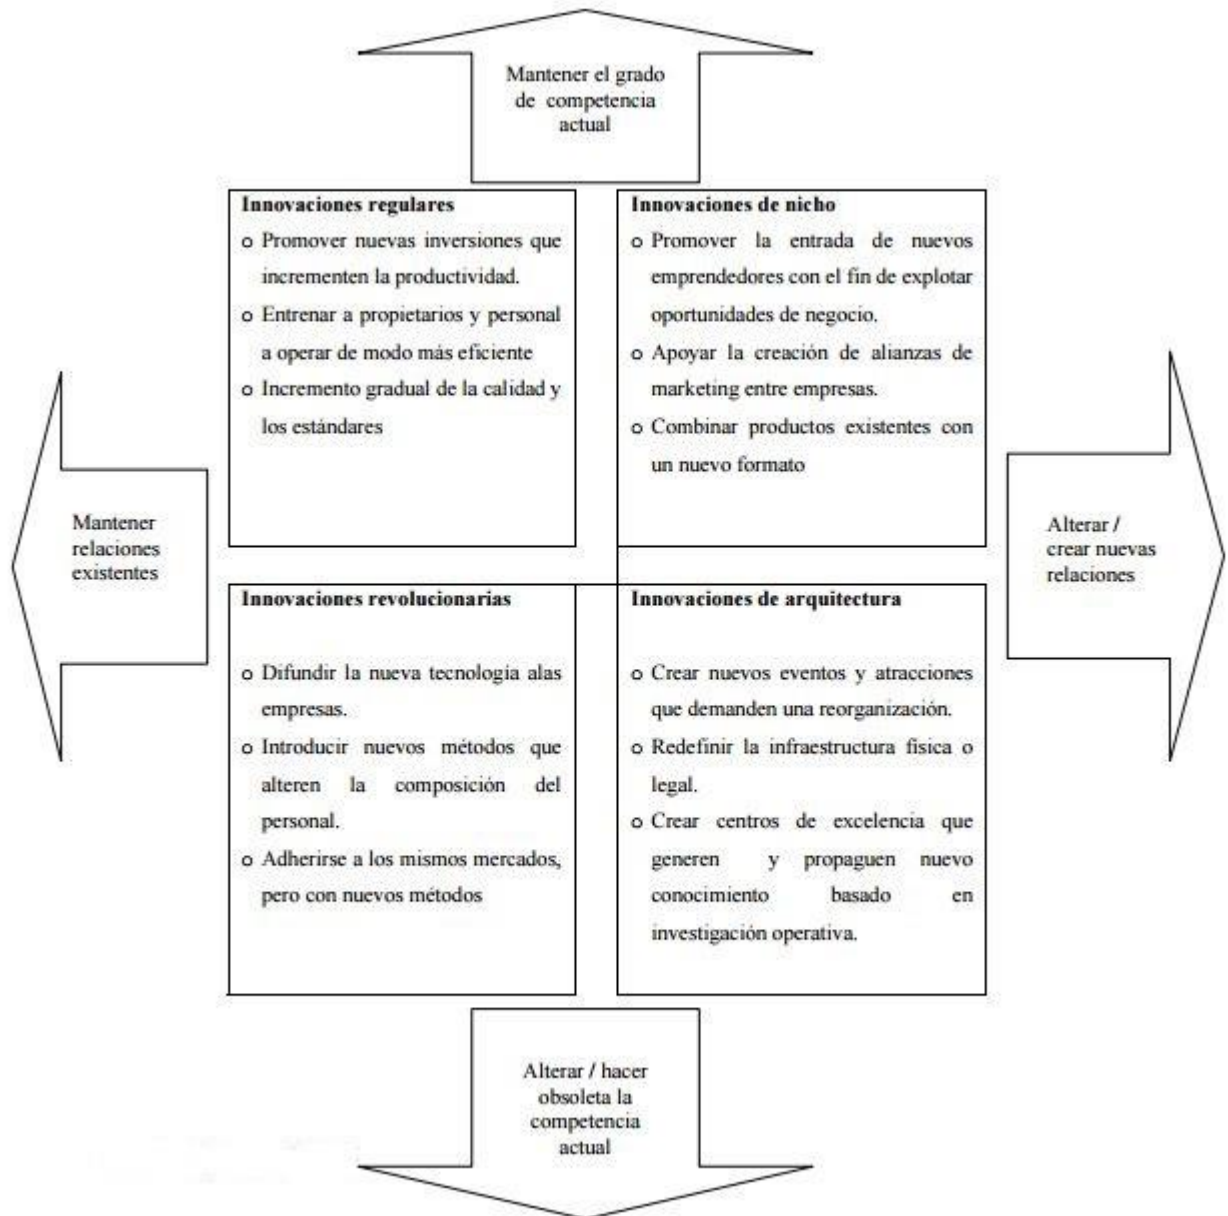 Mantener el grado
de competencia
actual
Innovaciones regulares
o Promover nuevas inversiones que
incrementen la productividad.
o Entrenar a propietarios y personal
a operar de modo más eficiente
o Incremento gradual de la calidad y
los estándares
Innovaciones de nicho
o Promover la entrada de nuevos
emprendedores con el fin de explotar
oportunidades de negocio.
o Apoyar la creación de alianzas de
marketing entre empresas.
o Combinar productos existentes con
un nuevo formato
Mantener
relaciones
existentes
Alterar /
crear nuevas
relaciones
Innovaciones revolucionarias
o Difundir la nueva tecnología alas
empresas.
o Introducir nuevos métodos que
alteren la composición del
personal.
o Adherirse a los mismos mercados,
pero con nuevos métodos
Innovaciones de arquitectura
o Crear nuevos eventos y atracciones
que demanden una reorganización.
o Redefinir la infraestructura física o
legal.
o Crear centros de excelencia que
generen y propaguen nuevo
conocimiento basado en
investigación operativa.
Alterar / hacer
obsoleta la
competencia
actual